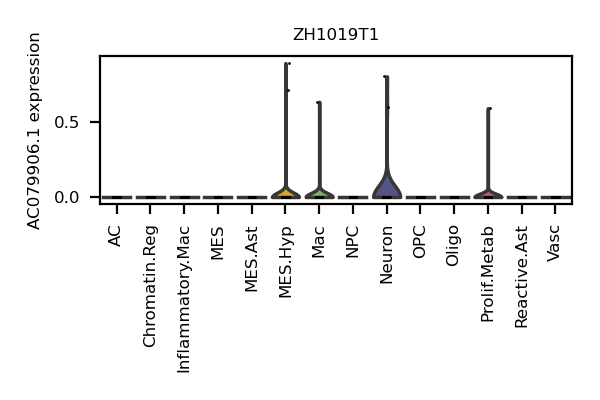 ZH1019T1
AC079906.1 expression
0.5
0.0
AC
Chromatin.Reg
Inflammatory.Mac
MES
MES.Ast
MES.Hyp
Mac
NPC
Neuron
OPC
Oligo
Prolif.Metab
Reactive.Ast
Vasc